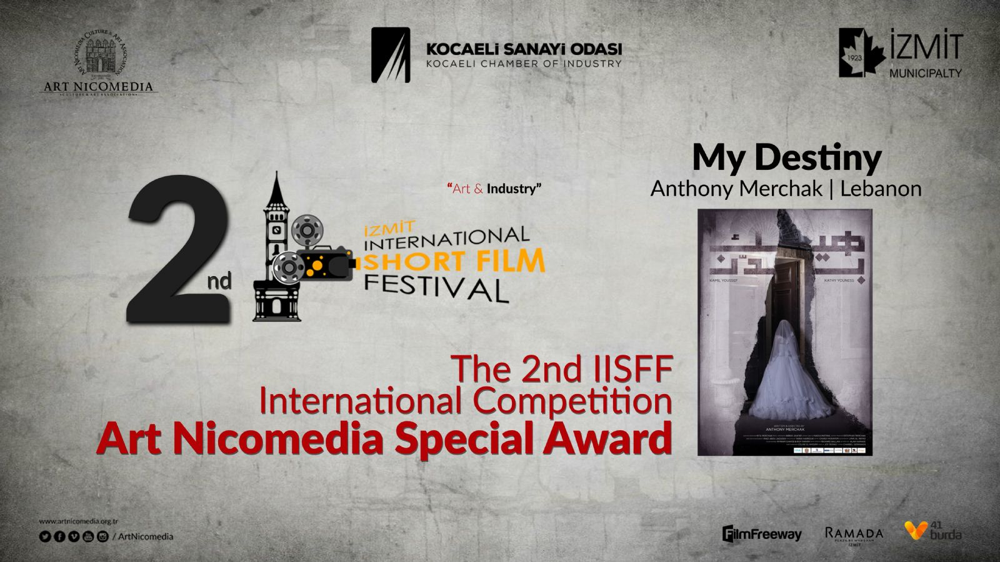 ART NICOMEDIA CULTURE & ART ASSOCIATION
ART NICOMEDIA
• CULTURE & ART ASSOCIATION •
KOCAELİ SANAYİ ODASI
KOCAELI CHAMBER OF INDUSTRY
1923
İZMİT
MUNICIPALTY
My Destiny
Anthony Merchak | Lebanon
2nd
“Art & Industry”
İZMİT
INTERNATIONAL
SHORT FILM
FESTIVAL
هيك
KAMIL YOUSSEF
KATHY YOUNESS
WRITTEN & DIRECTED BY
ANTHONY MERCHAK
The 2nd IISFF
International Competition
Art Nicomedia Special Award
www.artnicomedia.org.tr
/ ArtNicomedia
FilmFreeway
RAMADA
PLAZA BY WYNDHAM
IZMIT
41
burda